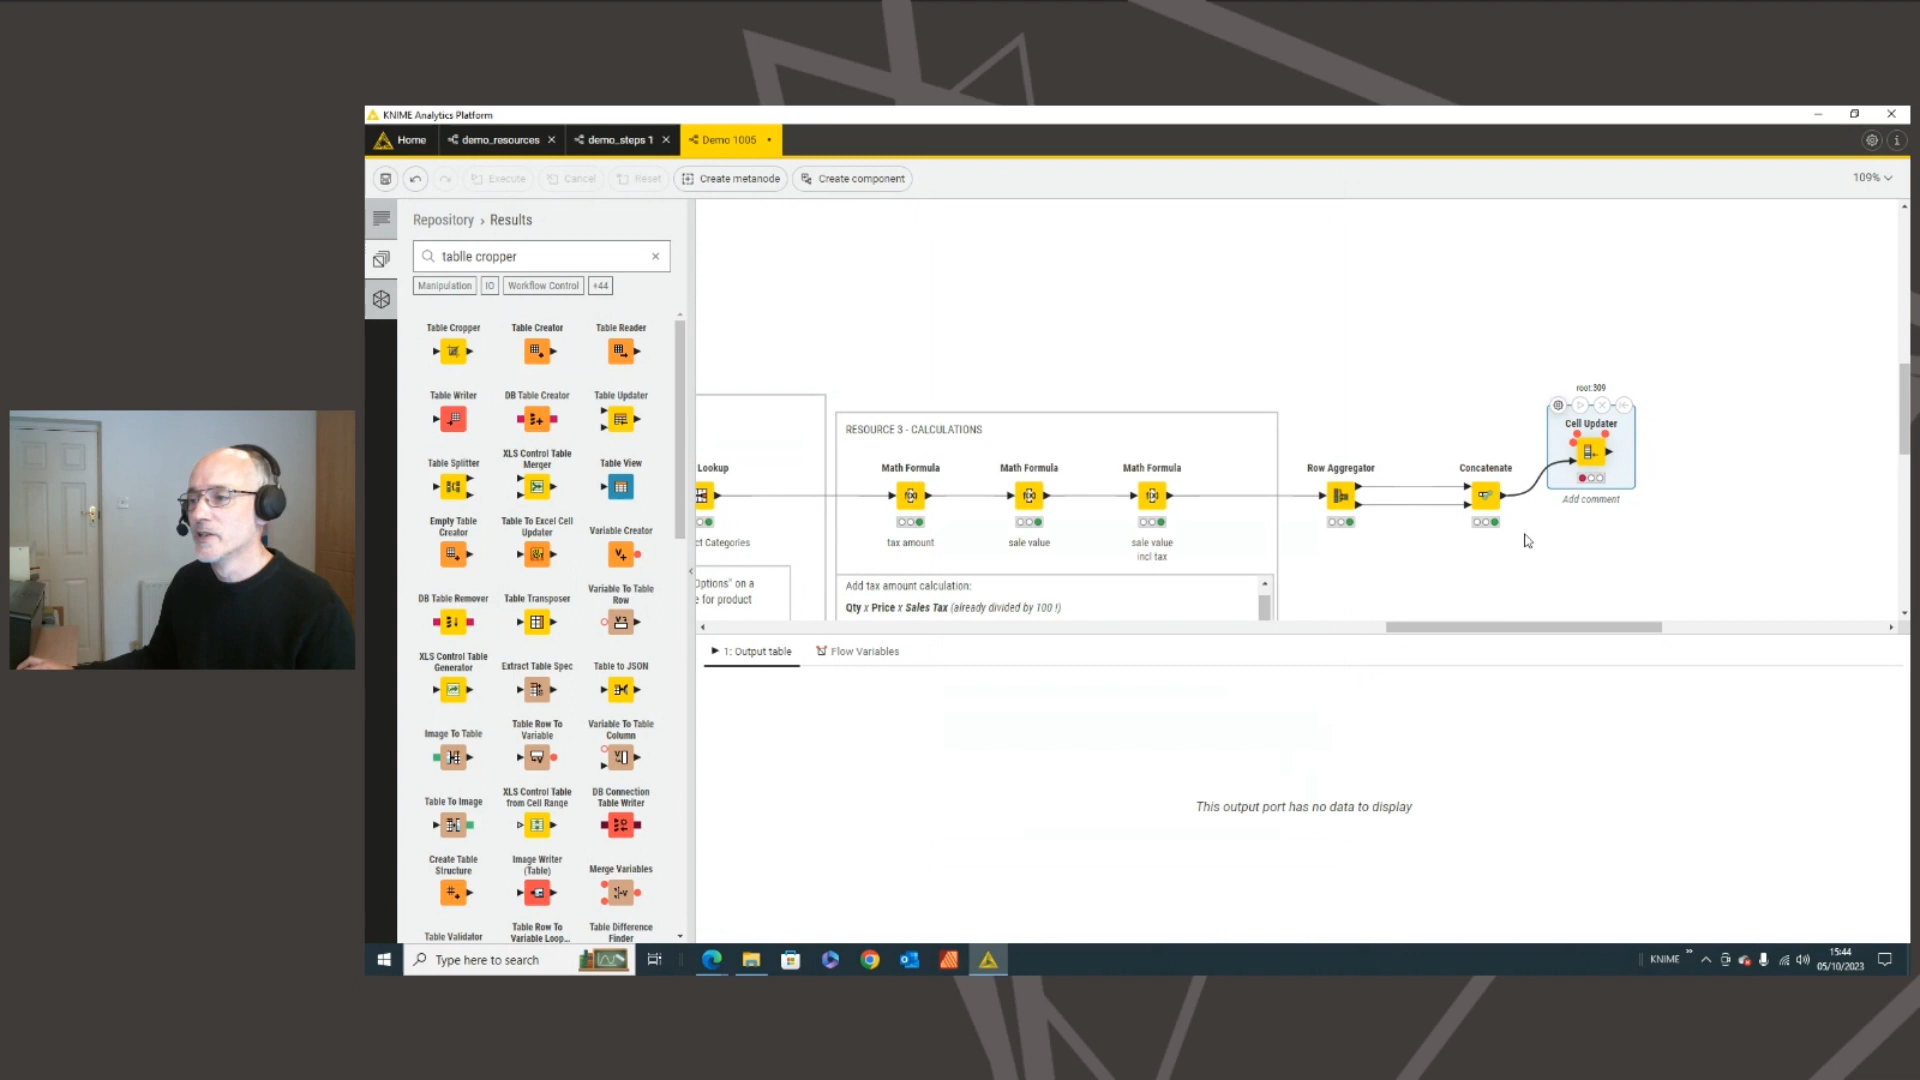 KNIME Analytics Platform
Home
demo_resources
demo_steps 1
Demo 1005
Execute
Cancel
Reset
Create metanode
Create component
109%
Repository › Results
tablle cropper
Manipulation
IO
Workflow Control
+44
Table Cropper
Table Creator
Table Reader
Table Writer
DB Table Creator
Table Updater
Table Splitter
XLS Control Table
Merger
Table View
Empty Table
Creator
Table To Excel Cell
Updater
Variable Creator
DB Table Remover
Table Transposer
Variable To Table
Row
XLS Control Table
Generator
Extract Table Spec
Table to JSON
Image To Table
Table Row To
Variable
Variable To Table
Column
Table To Image
XLS Control Table
from Cell Range
DB Connection
Table Writer
Create Table
Structure
Image Writer
(Table)
Merge Variables
Table Validator
Table Row To
Variable Loop...
Table Difference
Finder
Lookup
ct Categories
Options" on a
e for product
RESOURCE 3 - CALCULATIONS
Math Formula
tax amount
Math Formula
sale value
Math Formula
sale value
incl tax
Add tax amount calculation:
Qty x Price x Sales Tax (already divided by 100 !)
Row Aggregator
Concatenate
root:309
Cell Updater
Add comment
1: Output table
Flow Variables
This output port has no data to display
Type here to search
KNIME
15:44
05/10/2023